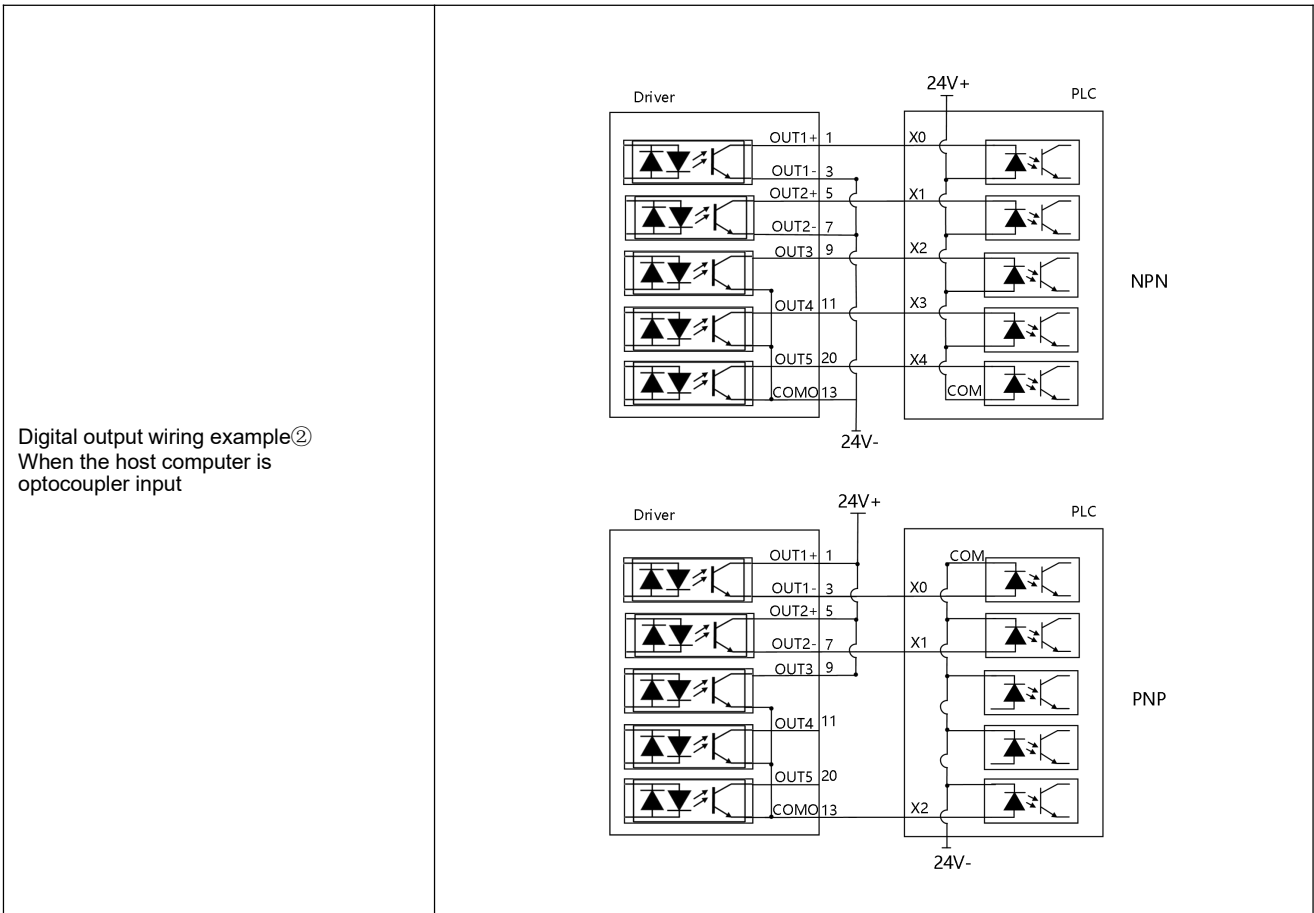 Digital output wiring example②
When the host computer is
optocoupler input
24V+
Driver
PLC
OUT1+ 1
X0
OUT1- 3
OUT2+ 5
X1
OUT2- 7
OUT3 9
X2
NPN
OUT4 11
X3
OUT5 20
X4
COMO 13
COM
24V-
24V+
Driver
PLC
OUT1+ 1
COM
OUT1- 3
X0
OUT2+ 5
OUT2- 7
X1
OUT3 9
PNP
OUT4 11
OUT5 20
COMO 13
X2
24V-